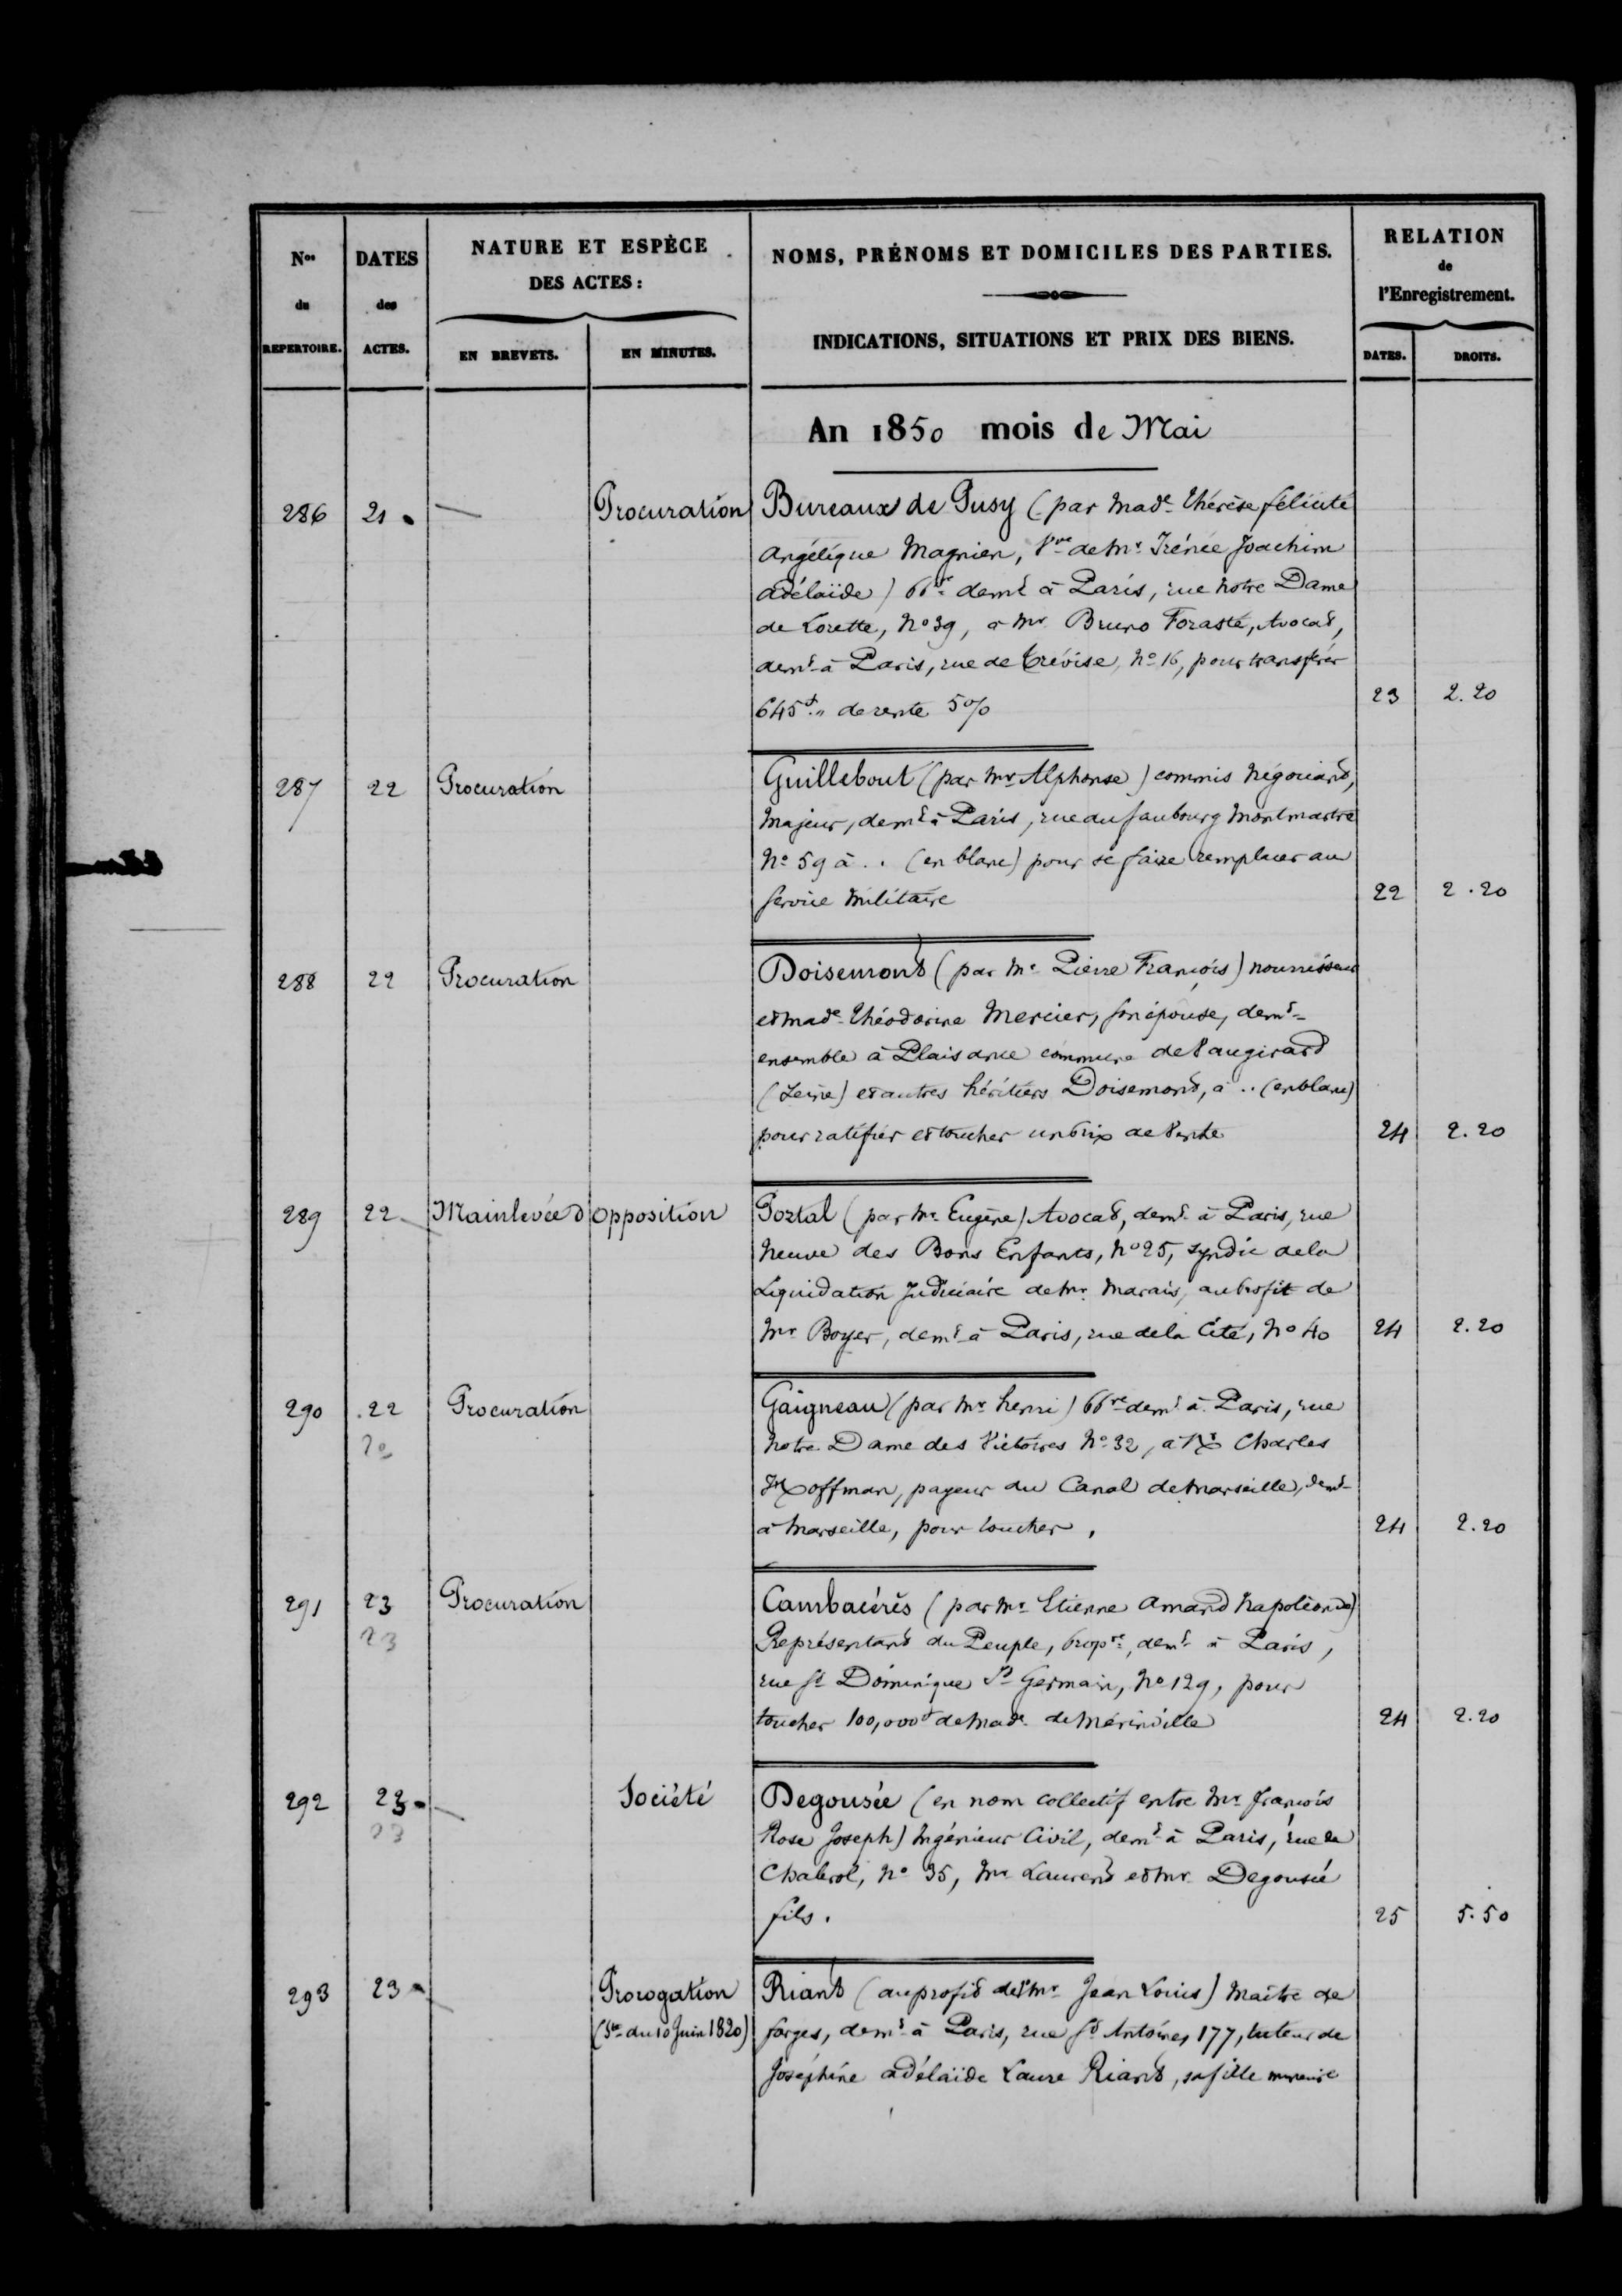 Nos du REPERTOIRE.
DATES des ACTES.
NATURE ET ESPÈCE DES ACTES:
EN BREVETS.
EN MINUTES.
NOMS, PRÉNOMS ET DOMICILES DES PARTIES.
INDICATIONS, SITUATIONS ET PRIX DES BIENS.
RELATION de l'Enregistrement.
DATES.
DROITS.
An 1850 mois de Mai
286 21 Procuration Bureaux de Pusy (par Made Thérèse félicité
Angélique Magnien, Vve de Mr Irénée Joachim
adélaïde) demt à Paris, rue Notre Dame
de Lorette, No 39, à Mr Bruno Forasté, Avocat,
demt à Paris, rue de Trévise, No 16, pour transférer
645f " de rente 5% 23 2.20
287 22 Procuration Guillebout (par Mr Alphonse) commis Négociant,
Majeur, demt à Paris, rue du faubourg Montmartre
No 59 à .. (en blanc) pour se faire remplacer au
service Militaire 22 2.20
288 22 Procuration Doisemont (par Mr Pierre François) nourrisseur
et Made Théodorine Mercier, son épouse, demt
ensemble à Plaisance commune de Vaugirard
(Seine) et autres héritiers Doisemont, à .. (en blanc)
pour ratifier et toucher un prix de Vente 24 2.20
289 22 Mainlevée d'opposition Portal (par Mr Eugène) Avocat, demt à Paris, rue
Neuve des Bons Enfants, No 25, syndic de la
Liquidation Judiciaire de Mr Marais, au profit de
Mr Boyer, demt à Paris, rue de la Cité, No 40 24 2.20
290 22 Procuration Gaigneau (par Mr henri) ppre demt à Paris, rue
Notre Dame des Victoires No 32, à Mr Charles
Hoffman, payeur du Canal de Marseille, demt
à Marseille, pour toucher. 24 2.20
291 23 Procuration Cambacérès (par Mr Etienne Amand Napoléon de)
23 Représentant du Peuple, propre, demt à Paris,
rue St Dominique St Germain, No 129, pour
toucher 100,000f de Made de Mérinville 24 2.20
292 23 Société Degousée (en nom collectif entre Mr françois
23 Rose Joseph) Ingénieur Civil, demt à Paris, rue de
Chabrol, No 35, Mr Laurent et Mr Degousée
fils. 25 5.50
293 23 Prorogation Riant (au profit de Mr Jean Louis) Maître de
(Ste du 10 Juin 1820) forges, demt à Paris, rue St Antoine, 177, tuteur de
Joséphine adélaïde Laure Riant, sa fille mineure